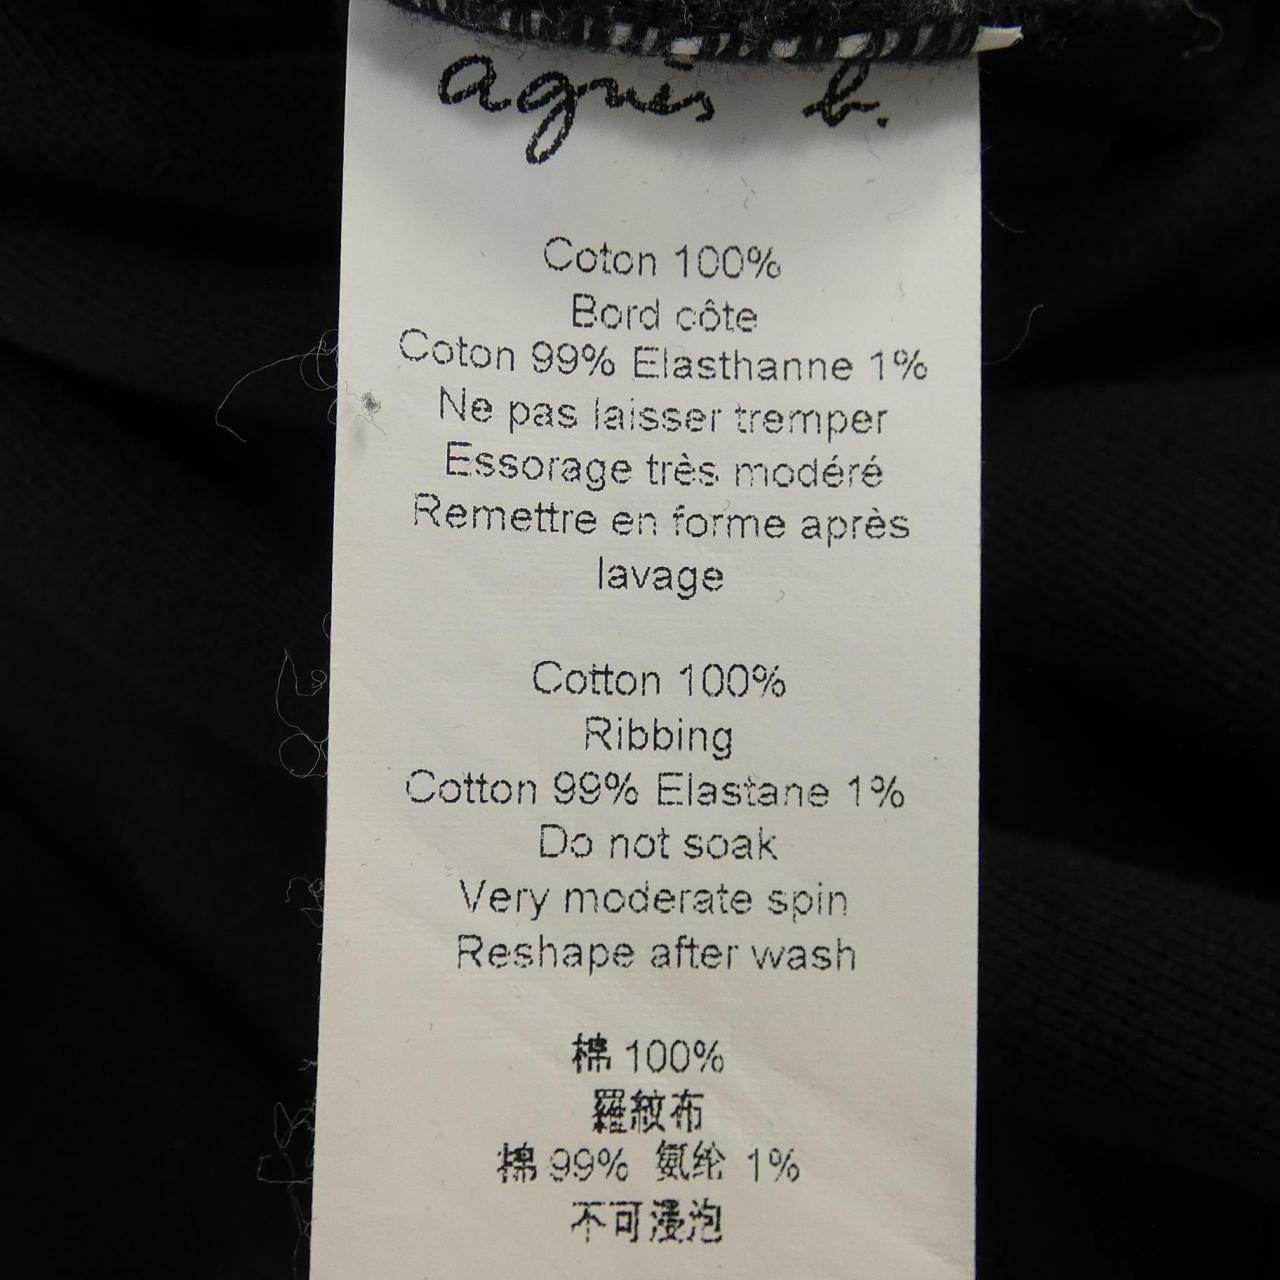 agnès b.
Coton 100%
Bord côte
Coton 99% Elasthanne 1%
Ne pas laisser tremper
Essorage très modéré
Remettre en forme après
lavage
Cotton 100%
Ribbing
Cotton 99% Elastane 1%
Do not soak
Very moderate spin
Reshape after wash
棉 100%
羅紋布
棉 99% 氨纶 1%
不可浸泡